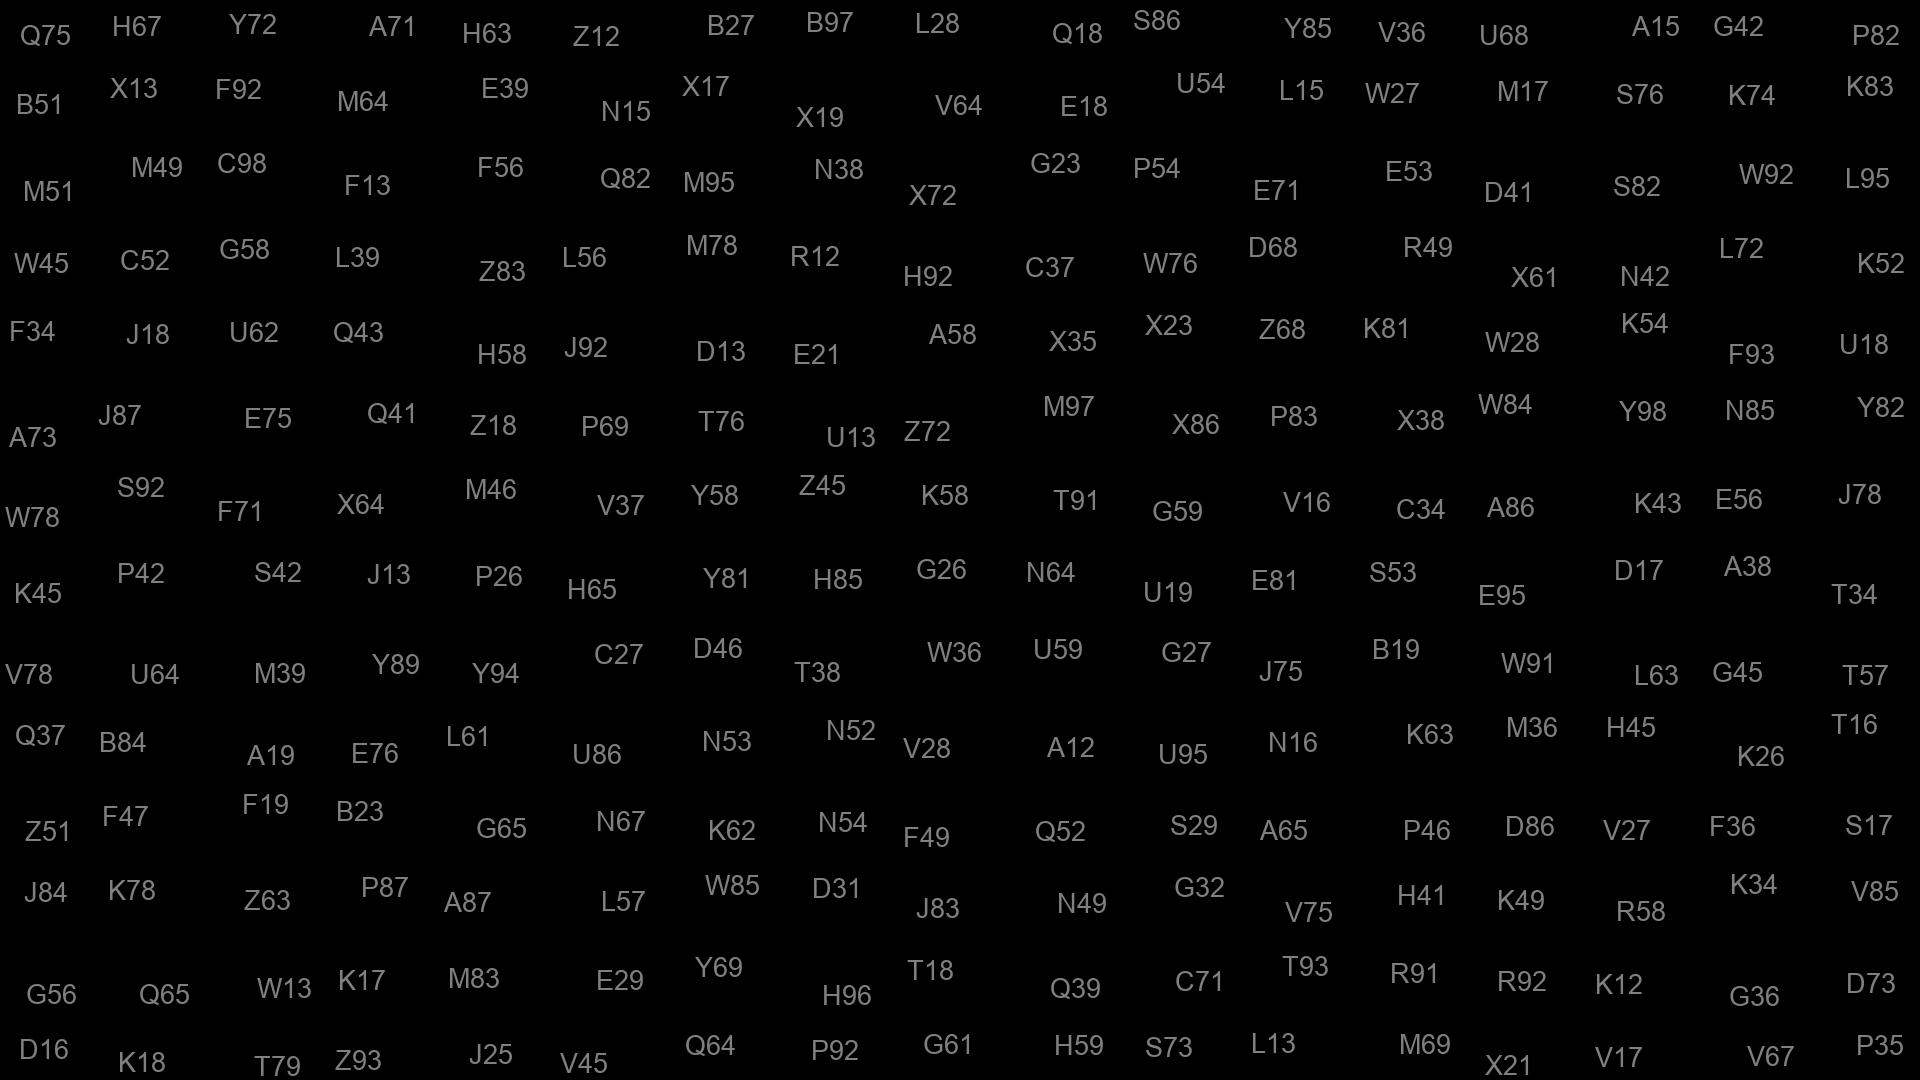 Q75 H67 Y72 A71 H63 Z12 B27 B97 L28 Q18 S86 Y85 V36 U68 A15 G42 P82
B51 X13 F92 M64 E39 N15 X17 X19 V64 E18 U54 L15 W27 M17 S76 K74 K83
M51 M49 C98 F13 F56 Q82 M95 N38 X72 G23 P54 E71 E53 D41 S82 W92 L95
W45 C52 G58 L39 Z83 L56 M78 R12 H92 C37 W76 D68 R49 X61 N42 L72 K52
F34 J18 U62 Q43 H58 J92 D13 E21 A58 X35 X23 Z68 K81 W28 K54 F93 U18
A73 J87 E75 Q41 Z18 P69 T76 U13 Z72 M97 X86 P83 X38 W84 Y98 N85 Y82
W78 S92 F71 X64 M46 V37 Y58 Z45 K58 T91 G59 V16 C34 A86 K43 E56 J78
K45 P42 S42 J13 P26 H65 Y81 H85 G26 N64 U19 E81 S53 E95 D17 A38 T34
V78 U64 M39 Y89 Y94 C27 D46 T38 W36 U59 G27 J75 B19 W91 L63 G45 T57
Q37 B84 A19 E76 L61 U86 N53 N52 V28 A12 U95 N16 K63 M36 H45 K26 T16
Z51 F47 F19 B23 G65 N67 K62 N54 F49 Q52 S29 A65 P46 D86 V27 F36 S17
J84 K78 Z63 P87 A87 L57 W85 D31 J83 N49 G32 V75 H41 K49 R58 K34 V85
G56 Q65 W13 K17 M83 E29 Y69 H96 T18 Q39 C71 T93 R91 R92 K12 G36 D73
D16 K18 T79 Z93 J25 V45 Q64 P92 G61 H59 S73 L13 M69 X21 V17 V67 P35